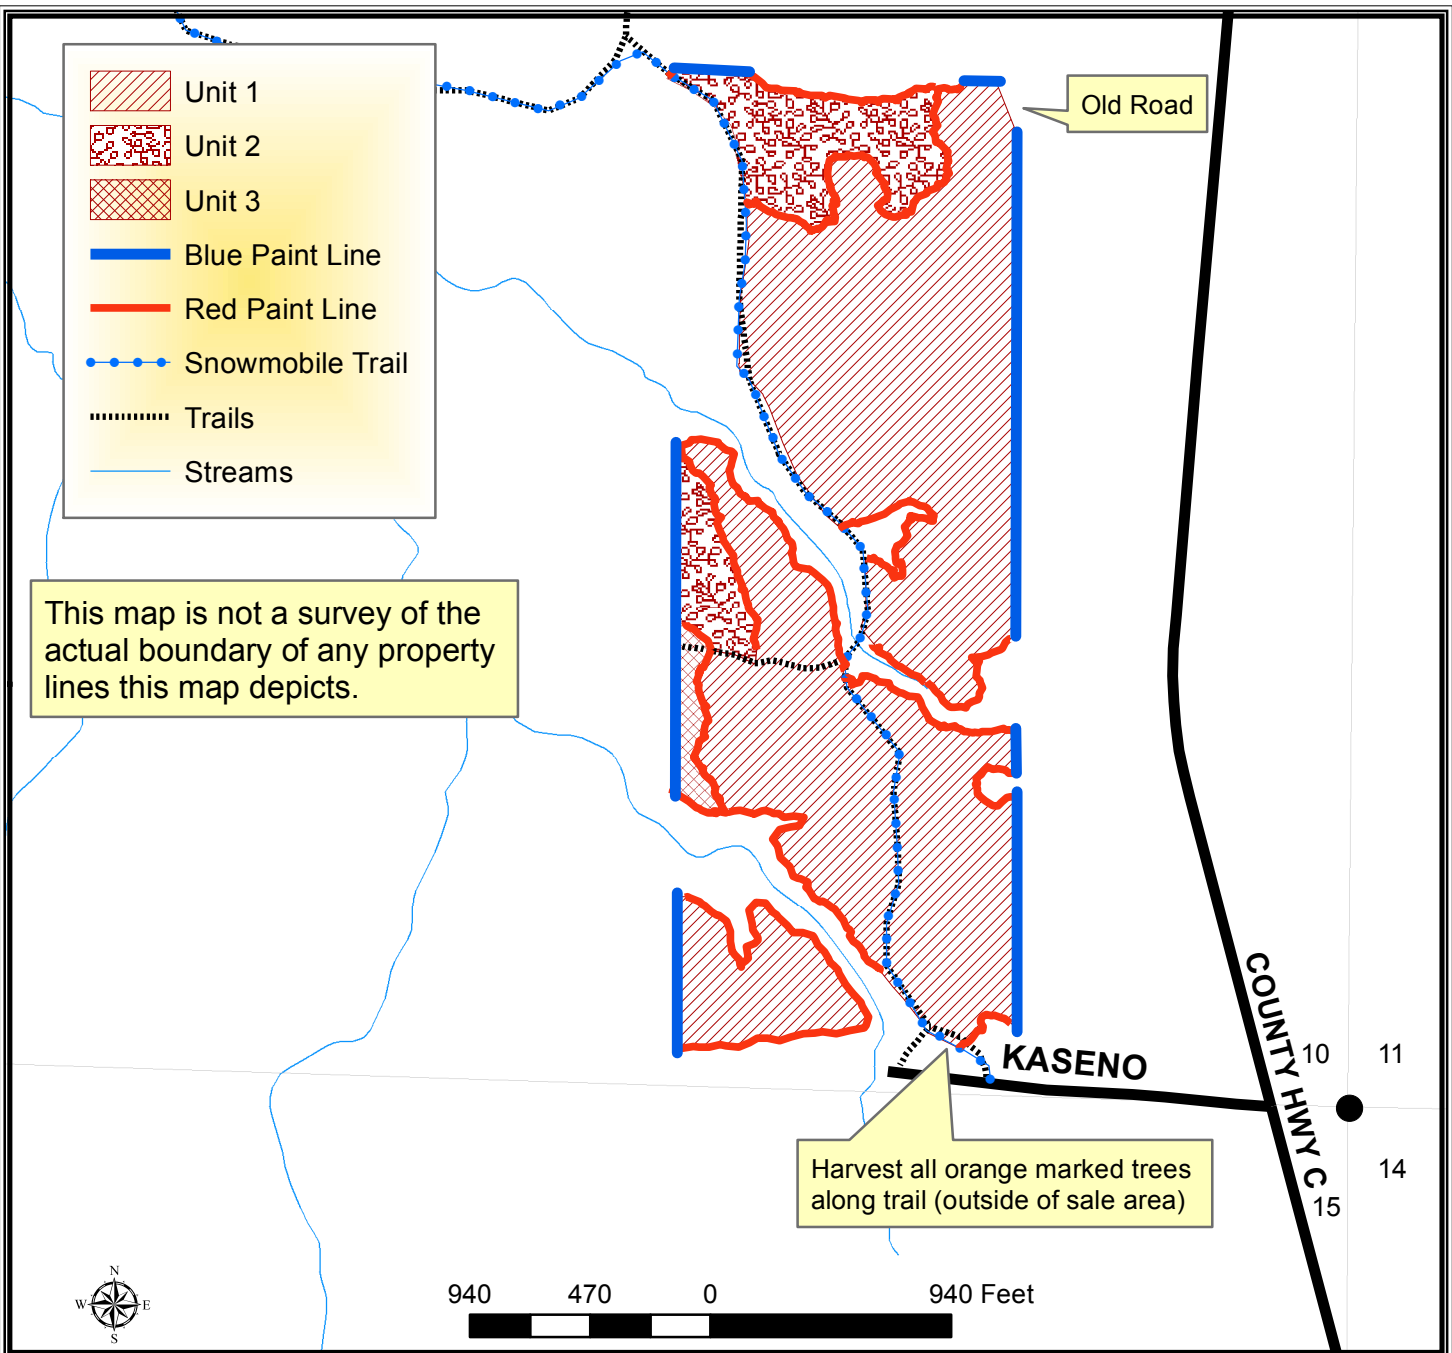 Unit 1
Unit 2
Unit 3
Blue Paint Line
Red Paint Line
Snowmobile Trail
Trails
Streams
Old Road
This map is not a survey of the
actual boundary of any property
lines this map depicts.
COUNTY HWY C
KASENO
10
11
14
15
Harvest all orange marked trees
along trail (outside of sale area)
N
W
E
S
940 470 0 940 Feet